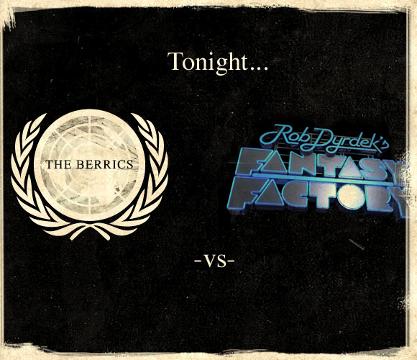 Tonight...
THE BERRICS
Rob Dyrdek's
FANTASY
FACTORY
-vs-